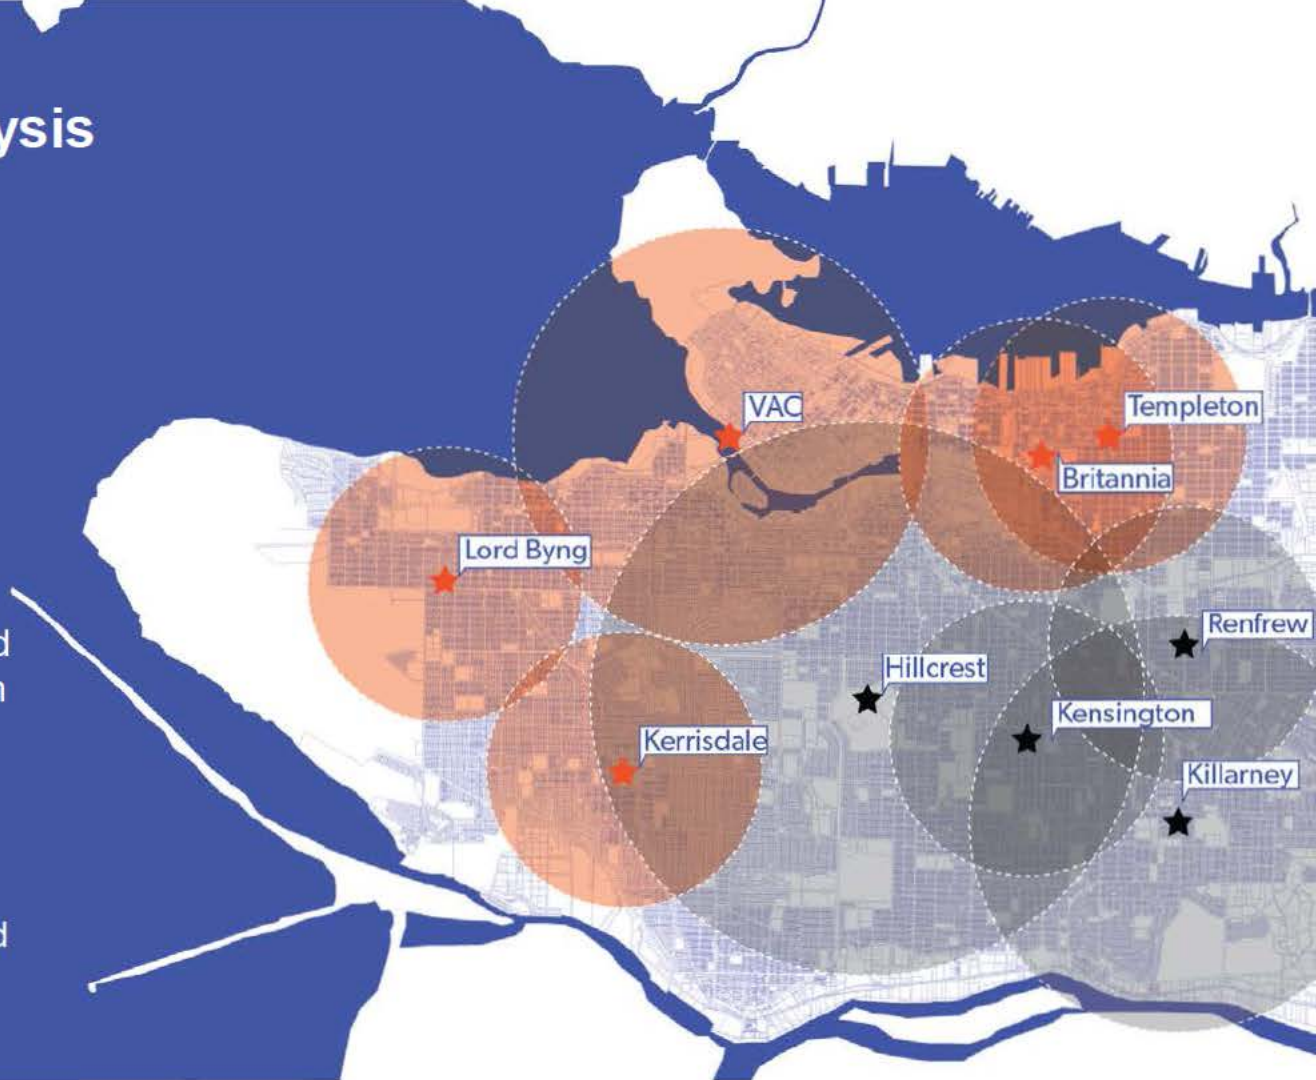 ysis
VAC
Templeton
Britannia
Lord Byng
Renfrew
d
Hillcrest
n
Kensington
Kerrisdale
Killarney
d